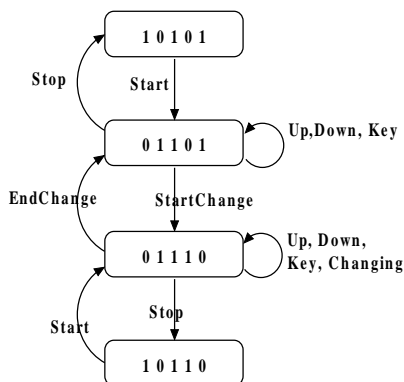 1 0 1 0 1
Stop
Start
0 1 1 0 1
Up,Down, Key
EndChange
StartChange
0 1 1 1 0
Up, Down,
Key, Changing
Stop
Start
1 0 1 1 0